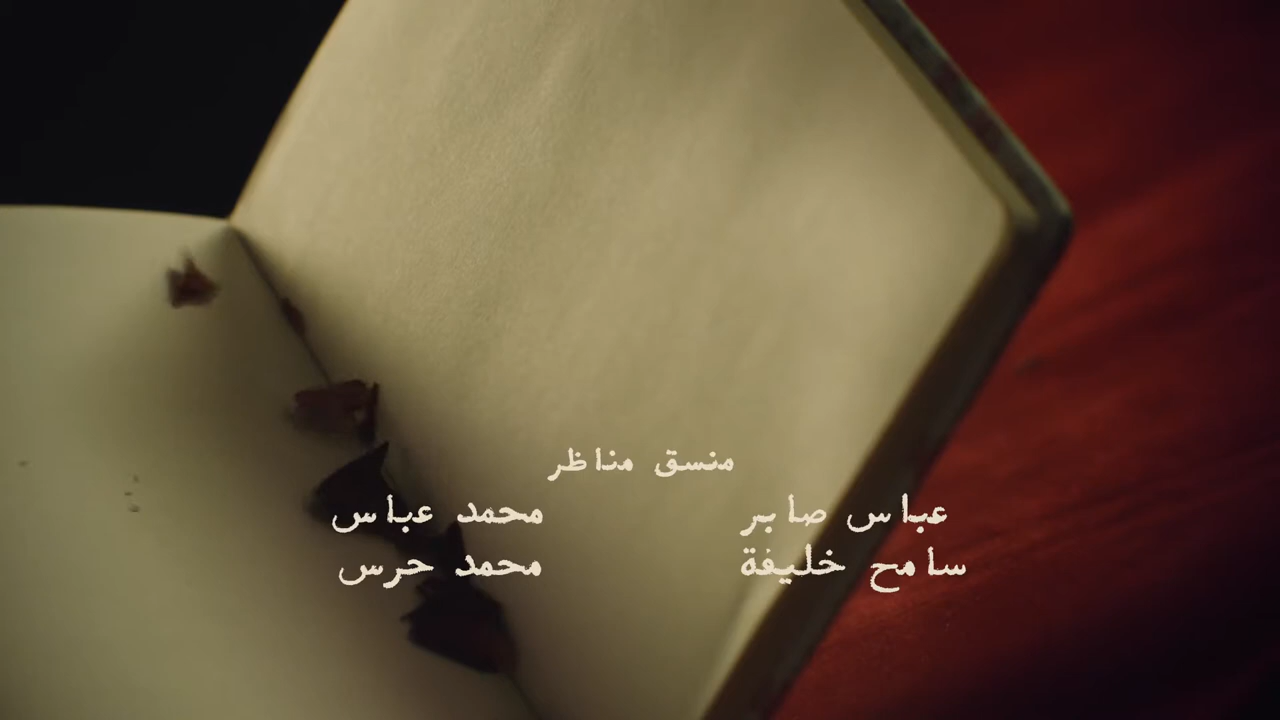 منسق مناظر
عباس صابر محمد عباس
سامح خليفة محمد حرس